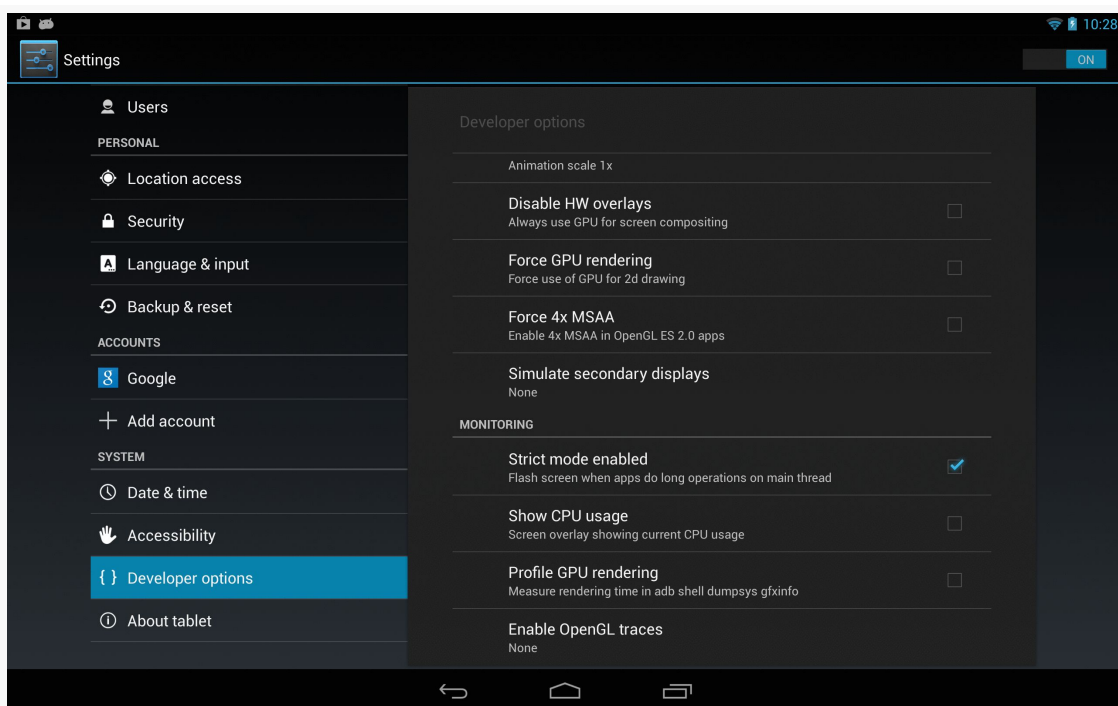 10:28
Settings
ON
Users
PERSONAL
Location access
Security
Language & input
Backup & reset
ACCOUNTS
Google
Add account
SYSTEM
Date & time
Accessibility
Developer options
About tablet
Developer options
Animation scale 1x
Disable HW overlays
Always use GPU for screen compositing
Force GPU rendering
Force use of GPU for 2d drawing
Force 4x MSAA
Enable 4x MSAA in OpenGL ES 2.0 apps
Simulate secondary displays
None
MONITORING
Strict mode enabled
Flash screen when apps do long operations on main thread
Show CPU usage
Screen overlay showing current CPU usage
Profile GPU rendering
Measure rendering time in adb shell dumpsys gfxinfo
Enable OpenGL traces
None